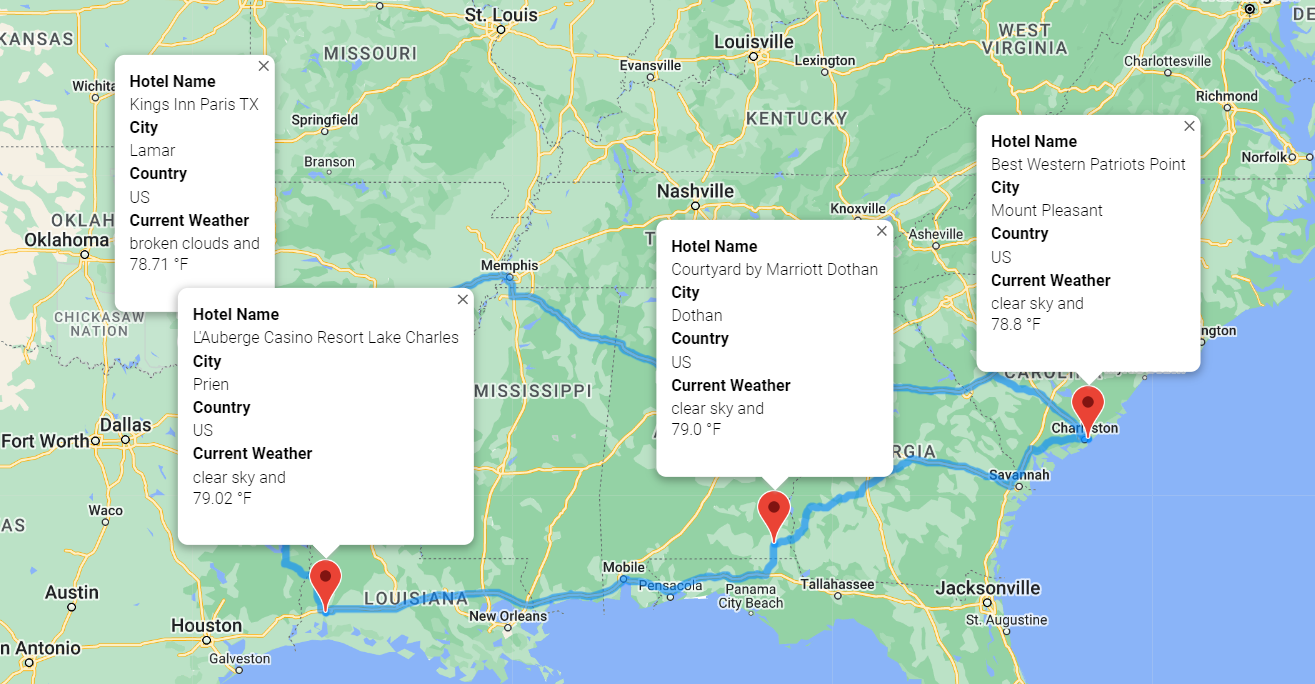 KANSAS
St. Louis
MISSOURI
Louisville
Evansville
Lexington
WEST
VIRGINIA
Charlottesville
Wichita
Richmond
Springfield
KENTUCKY
Branson
Norfolk
Nashville
Knoxville
Asheville
Oklahoma
Memphis
CHICKASAW
NATION
MISSISSIPPI
Dallas
Fort Worth
Savannah
Waco
Austin
Mobile
Pensacola
Panama
City Beach
Tallahassee
Jacksonville
St. Augustine
LOUISIANA
New Orleans
Houston
n Antonio
Galveston
Hotel Name
Kings Inn Paris TX
City
Lamar
Country
US
Current Weather
broken clouds and
78.71 °F
Hotel Name
L'Auberge Casino Resort Lake Charles
City
Prien
Country
US
Current Weather
clear sky and
79.02 °F
Hotel Name
Courtyard by Marriott Dothan
City
Dothan
Country
US
Current Weather
clear sky and
79.0 °F
Hotel Name
Best Western Patriots Point
City
Mount Pleasant
Country
US
Current Weather
clear sky and
78.8 °F
OKLAH
ngton
CAROLIN
RGIA
AS
DE